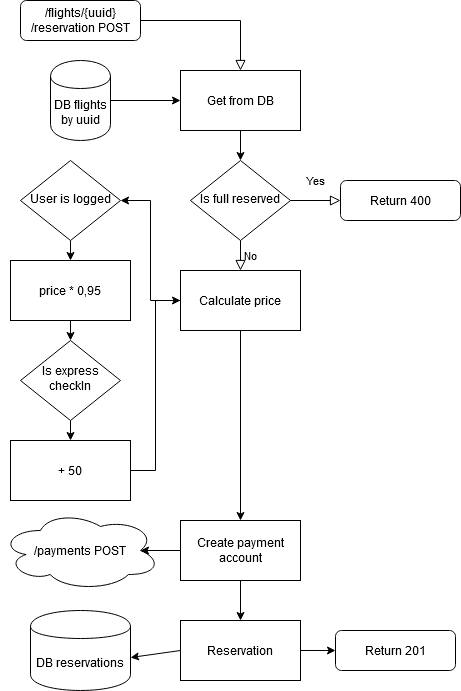 /flights/{uuid}
/reservation POST
DB flights
by uuid
Get from DB
User is logged
Is full reserved
Yes
Return 400
No
price * 0,95
Calculate price
Is express
checkIn
+ 50
/payments POST
Create payment
account
DB reservations
Reservation
Return 201